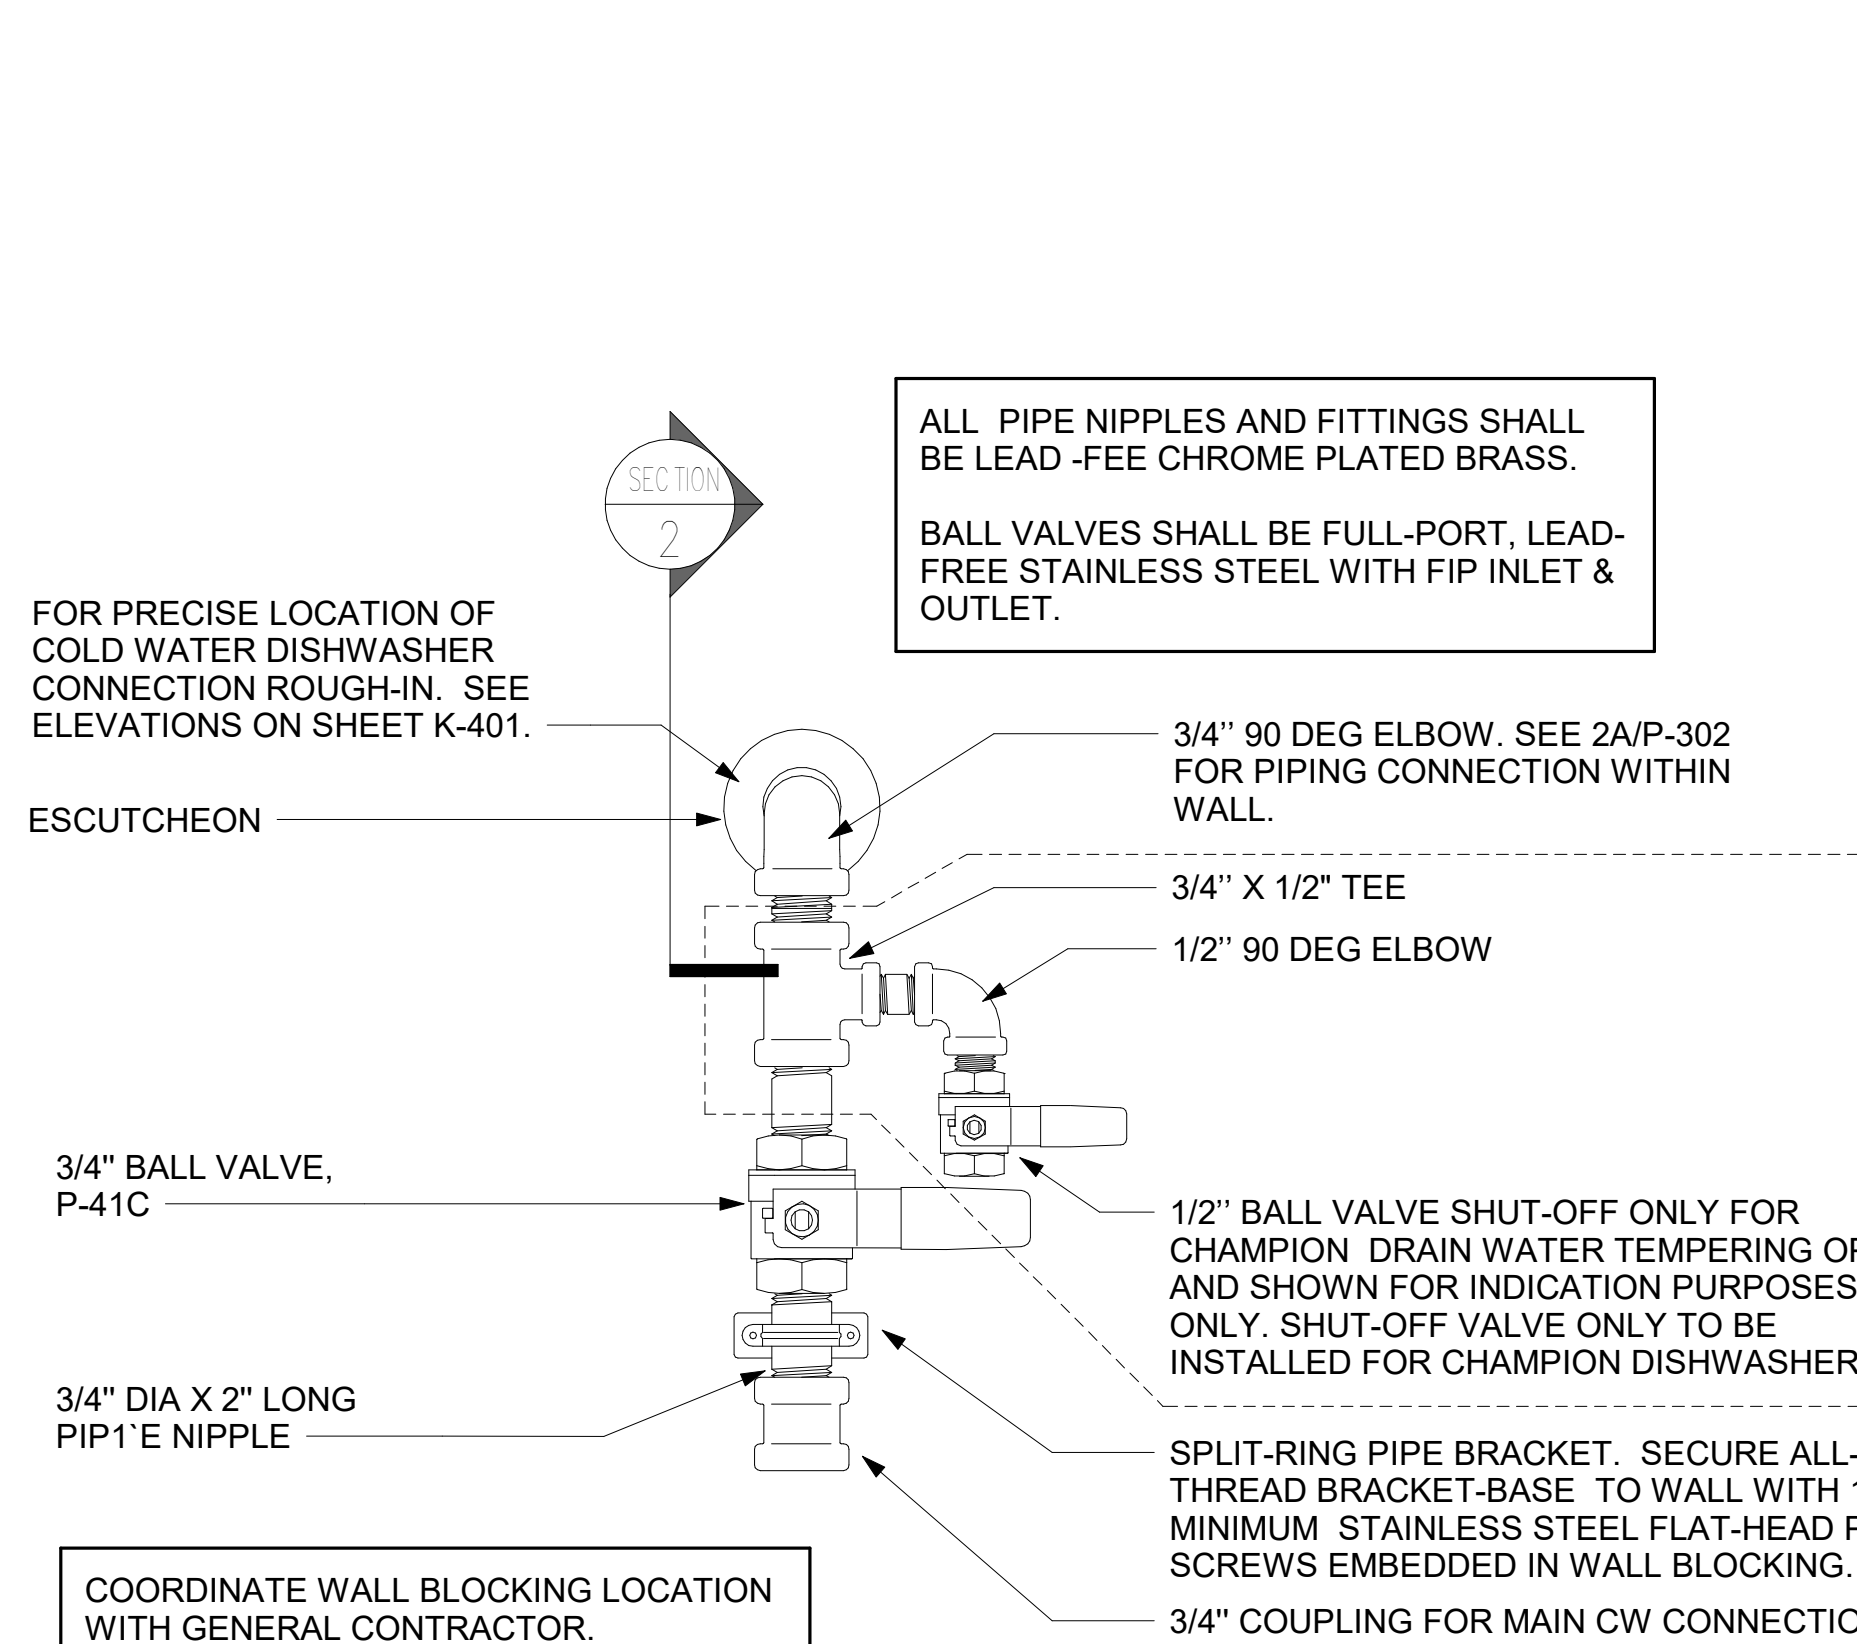 ALL PIPE NIPPLES AND FITTINGS SHALL
BE LEAD -FEE CHROME PLATED BRASS.
BALL VALVES SHALL BE FULL-PORT, LEAD-
FREE STAINLESS STEEL WITH FIP INLET &
OUTLET.
SECTION
2
FOR PRECISE LOCATION OF
COLD WATER DISHWASHER
CONNECTION ROUGH-IN. SEE
ELEVATIONS ON SHEET K-401.
ESCUTCHEON
3/4'' 90 DEG ELBOW. SEE 2A/P-302
FOR PIPING CONNECTION WITHIN
WALL.
3/4'' X 1/2" TEE
1/2'' 90 DEG ELBOW
3/4" BALL VALVE,
P-41C
1/2'' BALL VALVE SHUT-OFF ONLY FOR
CHAMPION DRAIN WATER TEMPERING
AND SHOWN FOR INDICATION PURPOSES
ONLY. SHUT-OFF VALVE ONLY TO BE
INSTALLED FOR CHAMPION DISHWASHER
3/4" DIA X 2" LONG
PIP1`E NIPPLE
SPLIT-RING PIPE BRACKET. SECURE ALL-
THREAD BRACKET-BASE TO WALL WITH
MINIMUM STAINLESS STEEL FLAT-HEAD
SCREWS EMBEDDED IN WALL BLOCKING.
3/4" COUPLING FOR MAIN CW
COORDINATE WALL BLOCKING LOCATION
WITH GENERAL CONTRACTOR.